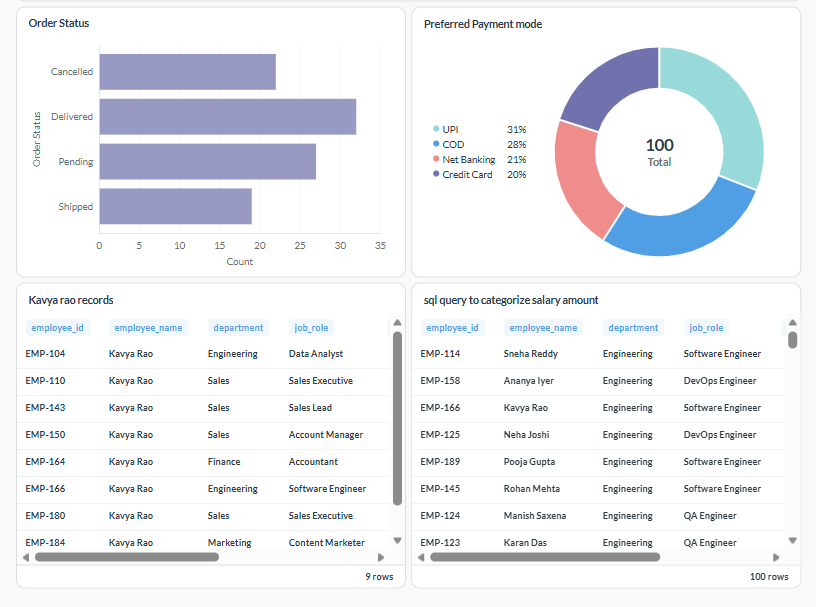 Order Status
Order Status
Cancelled
Delivered
Pending
Shipped
0 5 10 15 20 25 30 35
Count
Preferred Payment mode
UPI 31%
COD 28%
Net Banking 21%
Credit Card 20%
100
Total
Kavya rao records
employee_id employee_name department job_role
EMP-104 Kavya Rao Engineering Data Analyst
EMP-110 Kavya Rao Sales Sales Executive
EMP-143 Kavya Rao Sales Sales Lead
EMP-150 Kavya Rao Sales Account Manager
EMP-164 Kavya Rao Finance Accountant
EMP-166 Kavya Rao Engineering Software Engineer
EMP-180 Kavya Rao Sales Sales Executive
EMP-184 Kavya Rao Marketing Content Marketer
9 rows
sql query to categorize salary amount
employee_id employee_name department job_role
EMP-114 Sneha Reddy Engineering Software Engineer
EMP-158 Ananya Iyer Engineering DevOps Engineer
EMP-166 Kavya Rao Engineering Software Engineer
EMP-125 Neha Joshi Engineering DevOps Engineer
EMP-189 Pooja Gupta Engineering Software Engineer
EMP-145 Rohan Mehta Engineering Software Engineer
EMP-124 Manish Saxena Engineering QA Engineer
EMP-123 Karan Das Engineering QA Engineer
100 rows